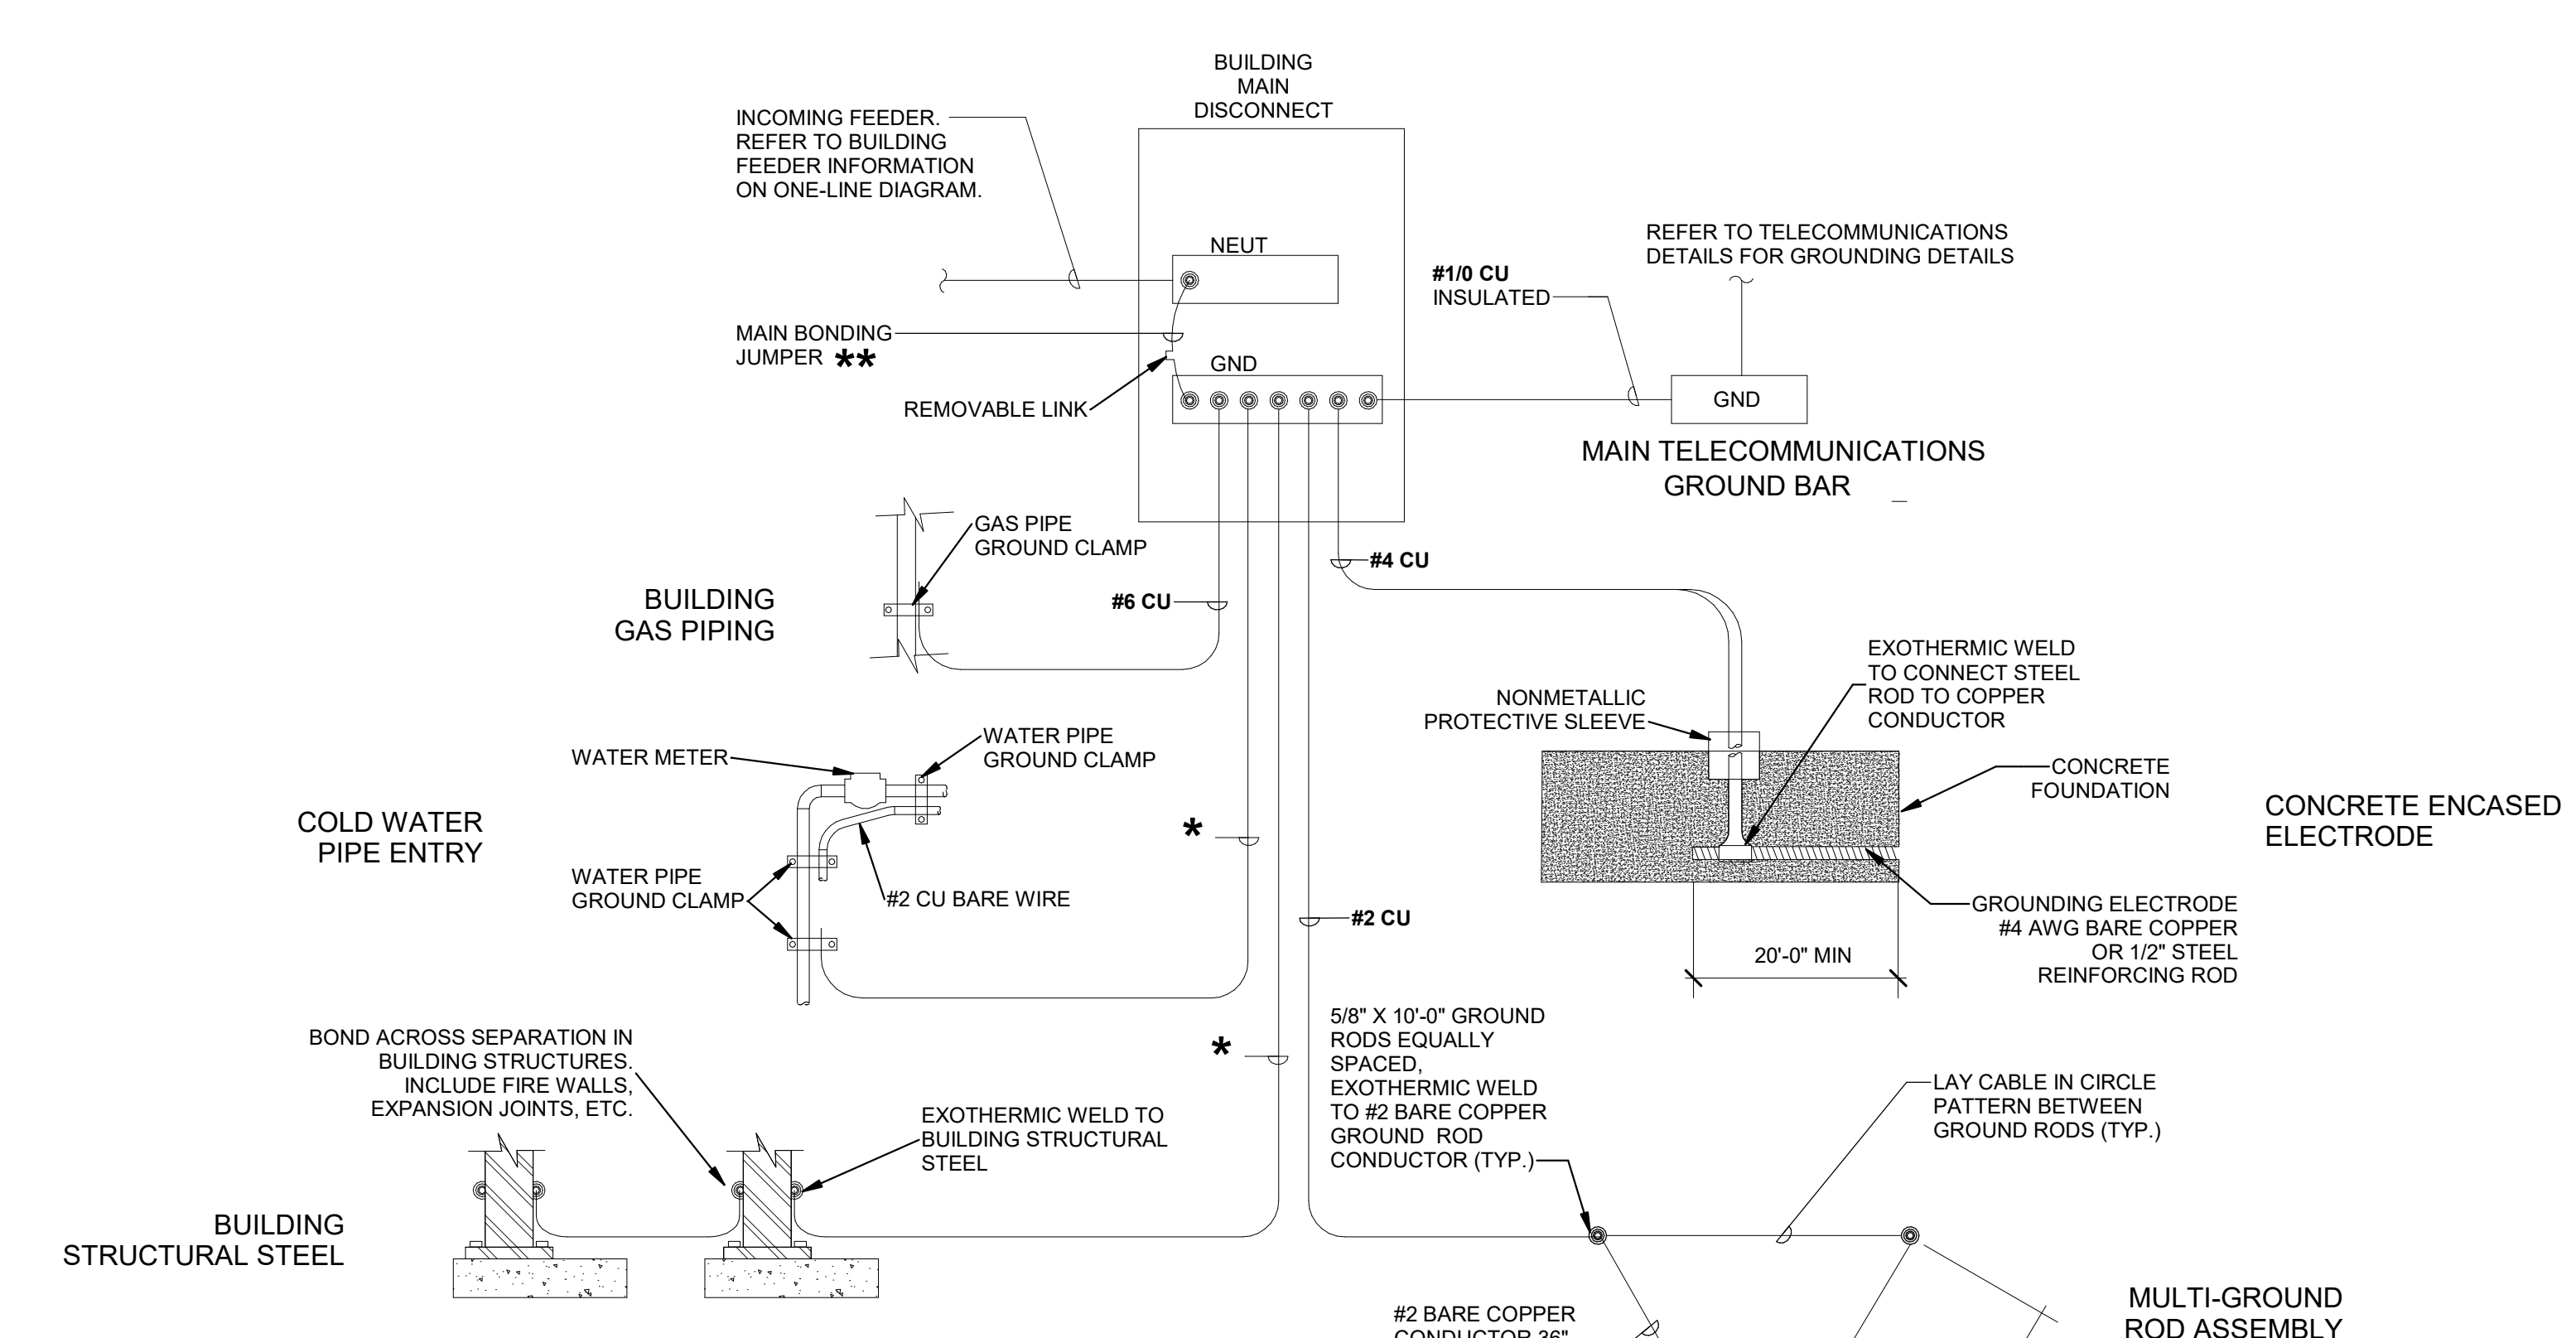 BUILDING
MAIN
DISCONNECT
INCOMING FEEDER.
REFER TO BUILDING
FEEDER INFORMATION
ON ONE-LINE DIAGRAM.
NEUT
REFER TO TELECOMMUNICATIONS
DETAILS FOR GROUNDING DETAILS
#1/0 CU
INSULATED
MAIN BONDING
JUMPER **
GND
REMOVABLE LINK
GND
MAIN TELECOMMUNICATIONS
GROUND BAR
GAS PIPE
GROUND CLAMP
#4 CU
BUILDING
GAS PIPING
#6 CU
EXOTHERMIC WELD
TO CONNECT STEEL
ROD TO COPPER
CONDUCTOR
NONMETALLIC
PROTECTIVE SLEEVE
WATER METER
WATER PIPE
GROUND CLAMP
CONCRETE
FOUNDATION
COLD WATER
PIPE ENTRY
*
CONCRETE ENCASED
ELECTRODE
WATER PIPE
GROUND CLAMP
#2 CU BARE WIRE
#2 CU
GROUNDING ELECTRODE
#4 AWG BARE COPPER
OR 1/2" STEEL
REINFORCING ROD
20'-0" MIN
BOND ACROSS SEPARATION IN
BUILDING STRUCTURES.
INCLUDE FIRE WALLS,
EXPANSION JOINTS, ETC.
*
5/8" X 10'-0" GROUND
RODS EQUALLY
SPACED,
EXOTHERMIC WELD
TO #2 BARE COPPER
GROUND ROD
CONDUCTOR (TYP.)
EXOTHERMIC WELD TO
BUILDING STRUCTURAL
STEEL
LAY CABLE IN CIRCLE
PATTERN BETWEEN
GROUND RODS (TYP.)
BUILDING
STRUCTURAL STEEL
#2 BARE COPPER
CONDUCTOR 36"
MULTI-GROUND
ROD ASSEMBLY